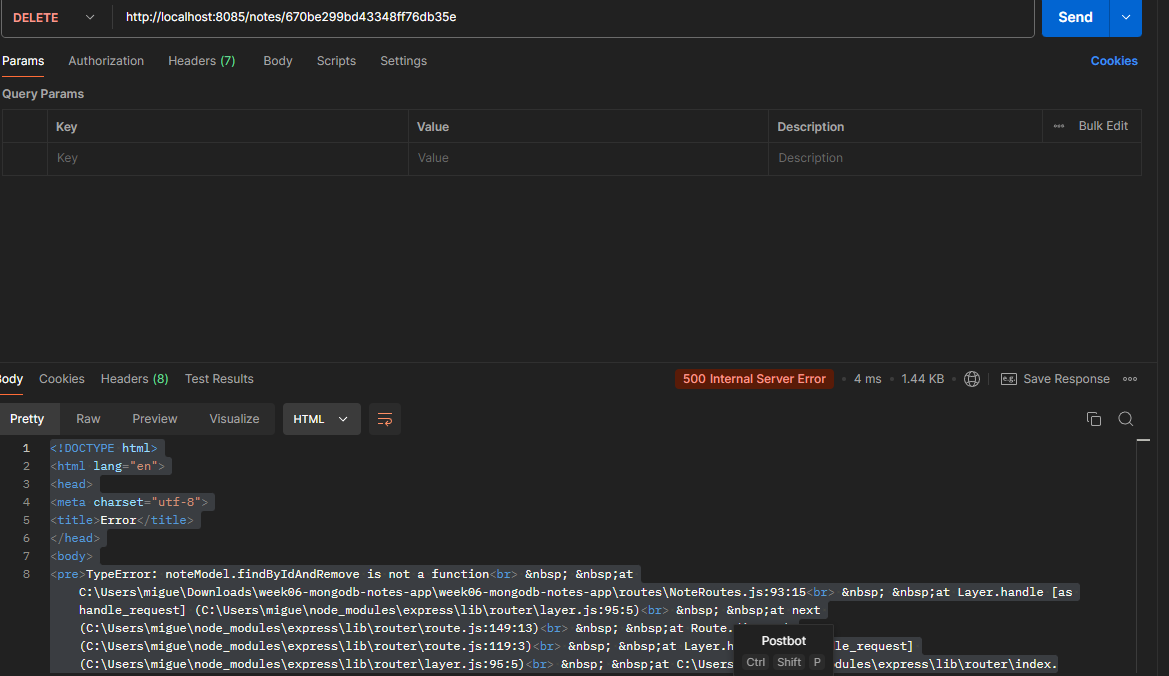 DELETE http://localhost:8085/notes/670be299bd43348ff76db35e Send
Params Authorization Headers (7) Body Scripts Settings Cookies
Query Params
Key Value Description ••• Bulk Edit
Key Value Description
Body Cookies Headers (8) Test Results 500 Internal Server Error • 4 ms • 1.44 KB • e.g. Save Response •••
Pretty Raw Preview Visualize HTML
1 <!DOCTYPE html>
2 <html lang="en">
3 <head>
4 <meta charset="utf-8">
5 <title>Error</title>
6 </head>
7 <body>
8 <pre>TypeError: noteModel.findByIdAndRemove is not a function<br> &nbsp; &nbsp;at
C:\Users\migue\Downloads\week06-mongodb-notes-app\week06-mongodb-notes-app\routes\NoteRoutes.js:93:15<br> &nbsp; &nbsp;at Layer.handle [as
handle_request] (C:\Users\migue\node_modules\express\lib\router\layer.js:95:5)<br> &nbsp; &nbsp;at next
(C:\Users\migue\node_modules\express\lib\router\route.js:149:13)<br> &nbsp; &nbsp;at Route.
(C:\Users\migue\node_modules\express\lib\router\route.js:119:3)<br> &nbsp; &nbsp;at Layer.h le_request]
(C:\Users\migue\node_modules\express\lib\router\layer.js:95:5)<br> &nbsp; &nbsp;at C:\Users dules\express\lib\router\index.
Postbot
Ctrl Shift P